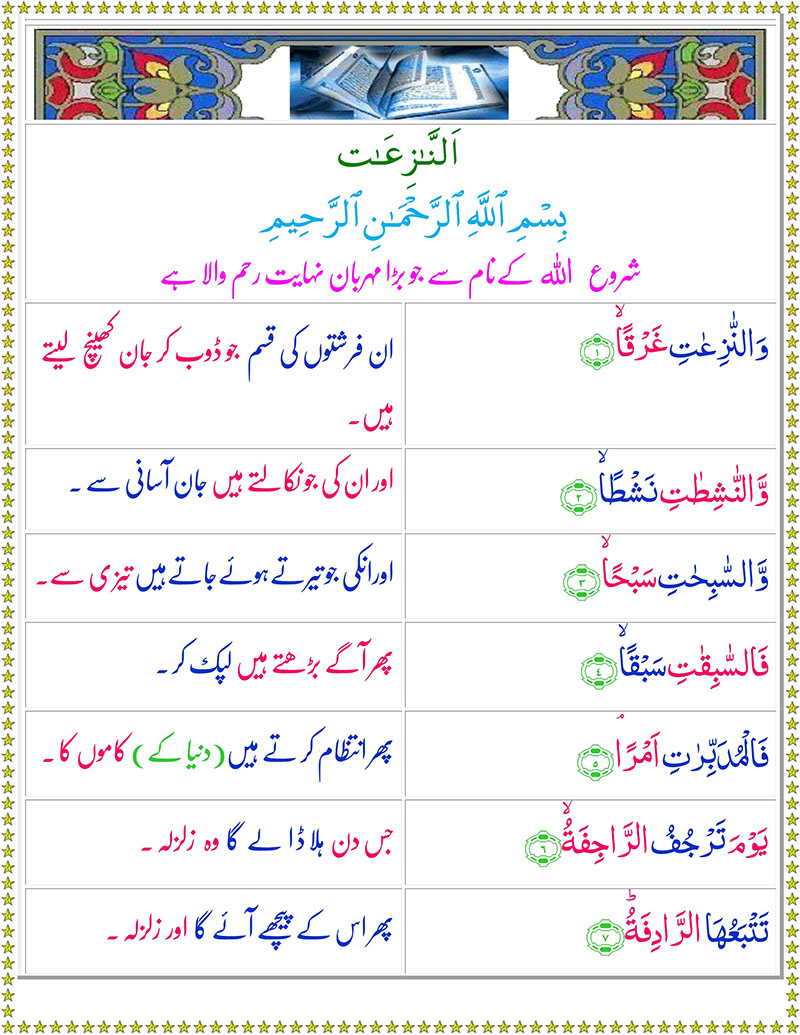 اَلنّٰزِعٰت
بِسْمِ ٱللَّهِ ٱلرَّحْمَـٰنِ ٱلرَّحِيمِ
شروع اللہ کے نام سے جو بڑا مہربان نہایت رحم والا ہے
وَالنّٰزِعٰتِ غَرْقًاۙ ۝۱
ان فرشتوں کی قسم جو ڈوب کر جان کھینچ لیتے
ہیں۔
وَّالنّٰشِطٰتِ نَشْطًاۙ ۝۲
اور ان کی جو نکالتے ہیں جان آسانی سے ۔
وَّالسّٰبِحٰتِ سَبْحًاۙ ۝۳
اور انکی جو تیرتے ہوئے جاتے ہیں تیزی سے۔
فَالسّٰبِقٰتِ سَبْقًاۙ ۝۴
پھر آگے بڑھتے ہیں لپک کر۔
فَالْمُدَبِّرٰتِ اَمْرًاۘ ۝۵
پھر انتظام کرتے ہیں (دنیا کے) کاموں کا۔
يَوْمَ تَرْجُفُ الرَّاجِفَةُۙ ۝۶
جس دن ہلا ڈالے گا وہ زلزلہ ۔
تَتْبَعُهَا الرَّادِفَةُؕ ۝۷
پھر اس کے پیچھے آئے گا اور زلزلہ ۔